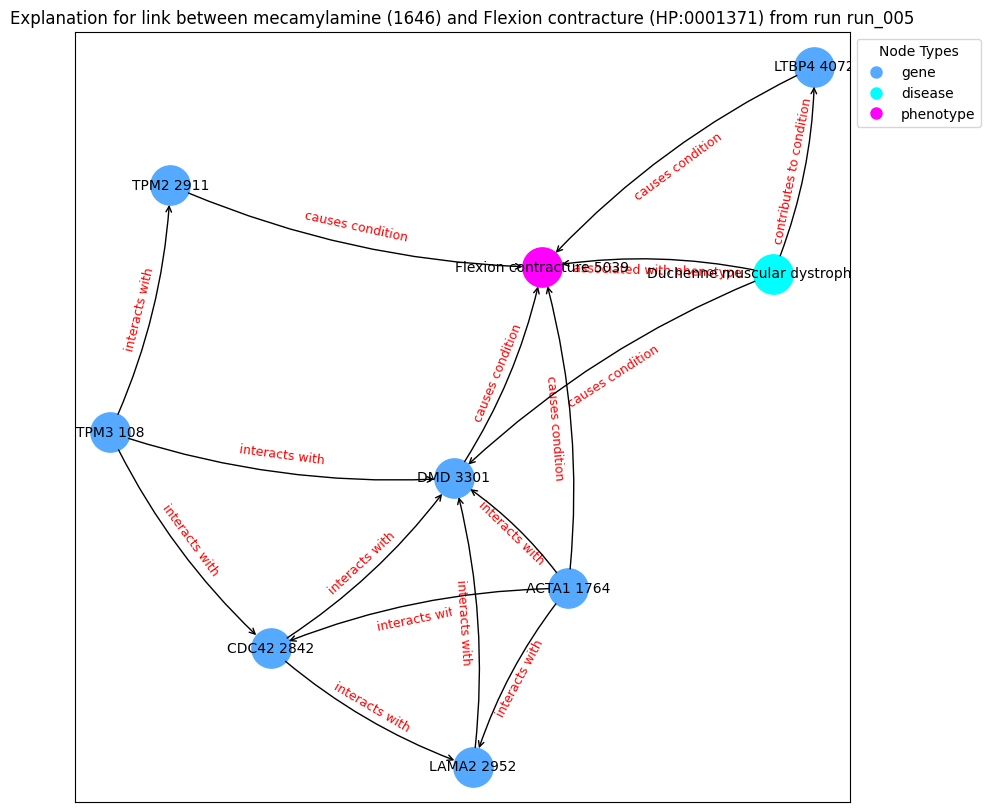 Explanation for link between mecamylamine (1646) and Flexion contracture (HP:0001371) from run run_005
Node Types
gene
disease
phenotype
LTBP4 4072
contributes to condition
causes condition
TPM2 2911
causes condition
Flexion contracture 5039
associated with phenotype
Duchenne muscular dystroph
interacts with
causes condition
causes condition
causes condition
TPM3 108
interacts with
DMD 3301
interacts with
interacts with
interacts with
ACTA1 1764
interacts wit
interacts with
CDC42 2842
interacts with
interacts with
LAMA2 2952